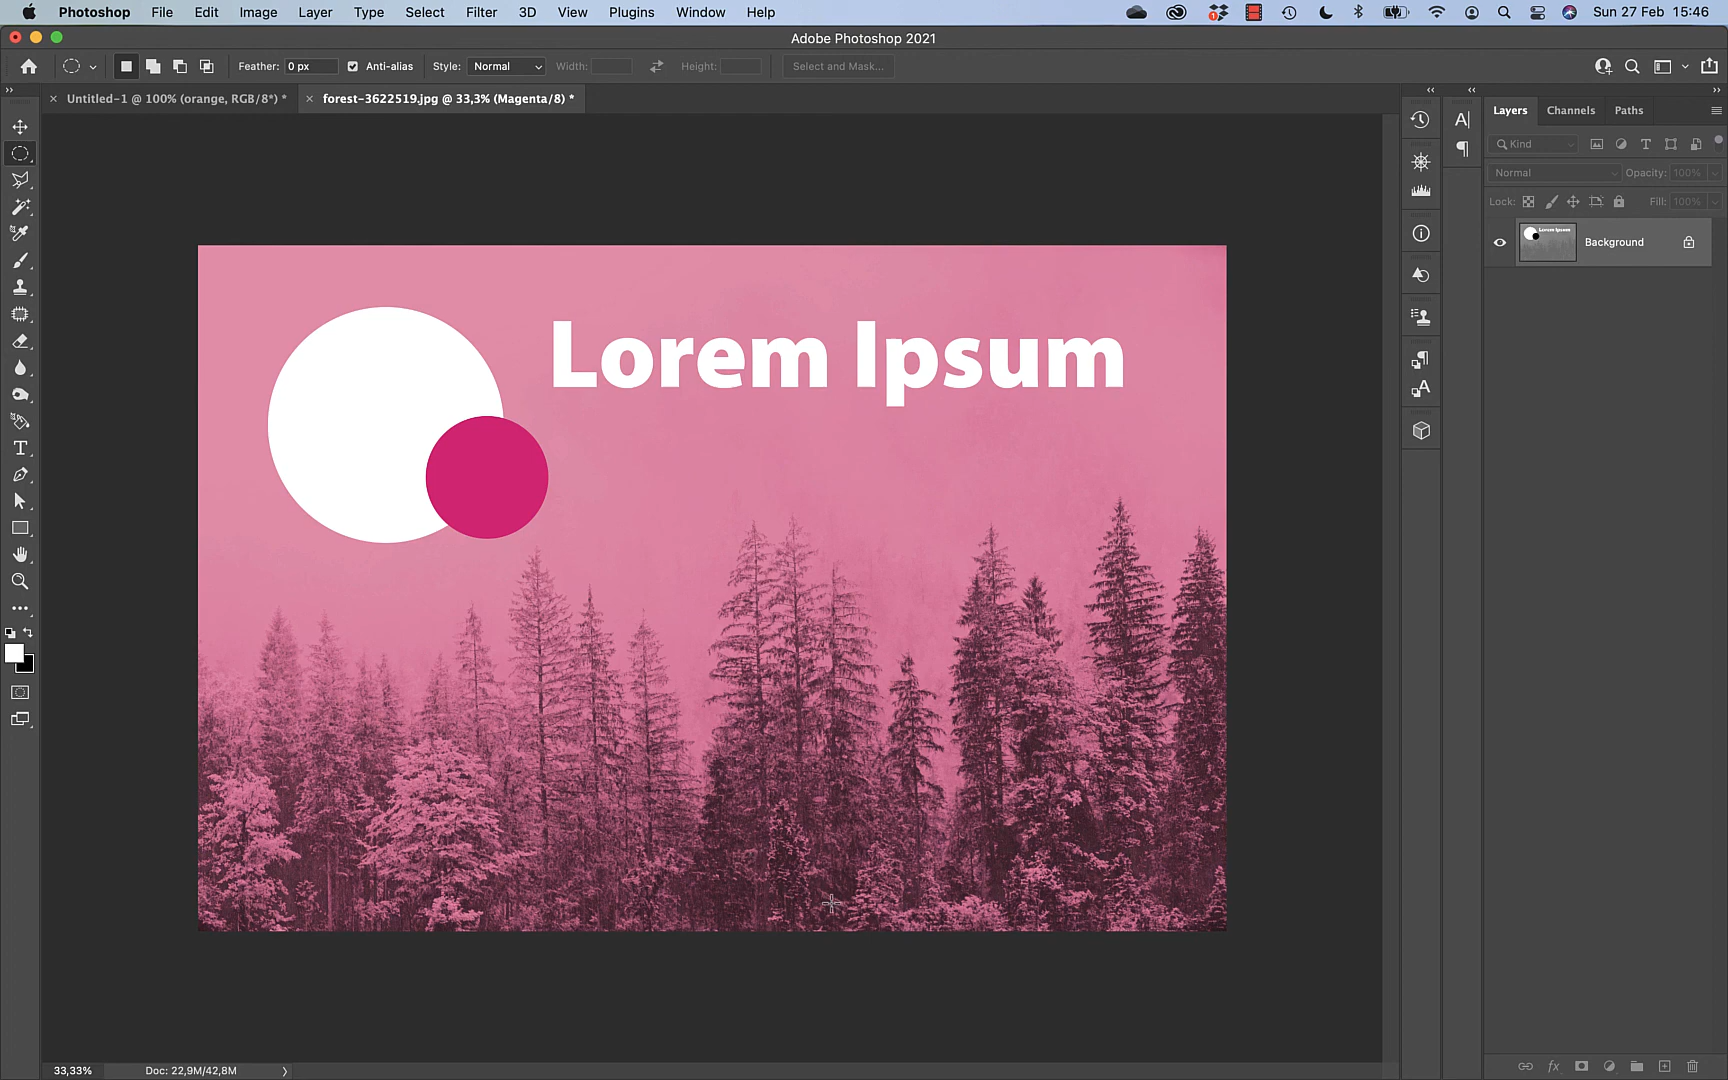 Photoshop File Edit Image Layer Type Select Filter 3D View Plugins Window Help
1
Sun 27 Feb 15:46
Adobe Photoshop 2021
Feather: 0 px Anti-alias Style: Normal Width: Height: Select and Mask...
× Untitled-1 @ 100% (orange, RGB/8*) *
× forest-3622519.jpg @ 33,3% (Magenta/8) *
Layers Channels Paths
Kind
Normal Opacity: 100%
Lock: Fill: 100%
Background
Lorem Ipsum
Lorem Ipsum
33,33% Doc: 22,9M/42,8M